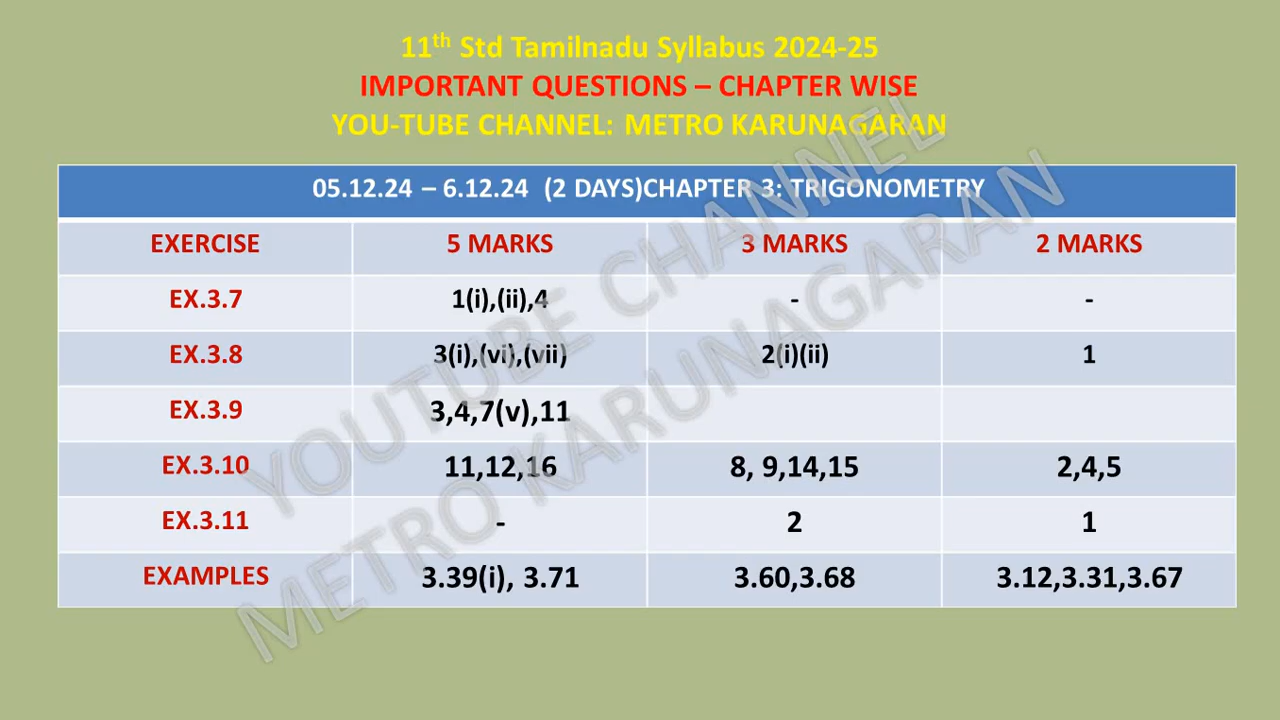 11th Std Tamilnadu Syllabus 2024-25
IMPORTANT QUESTIONS – CHAPTER WISE
YOU-TUBE CHANNEL: METRO KARUNAGARAN
05.12.24 – 6.12.24 (2 DAYS)CHAPTER 3: TRIGONOMETRY
EXERCISE 5 MARKS 3 MARKS 2 MARKS
EX.3.7 1(i),(ii),4 - -
EX.3.8 3(i),(vi),(vii) 2(i)(ii) 1
EX.3.9 3,4,7(v),11
EX.3.10 11,12,16 8, 9,14,15 2,4,5
EX.3.11 - 2 1
EXAMPLES 3.39(i), 3.71 3.60,3.68 3.12,3.31,3.67
YOUTUBE CHANNEL
METRO KARUNAGARAN